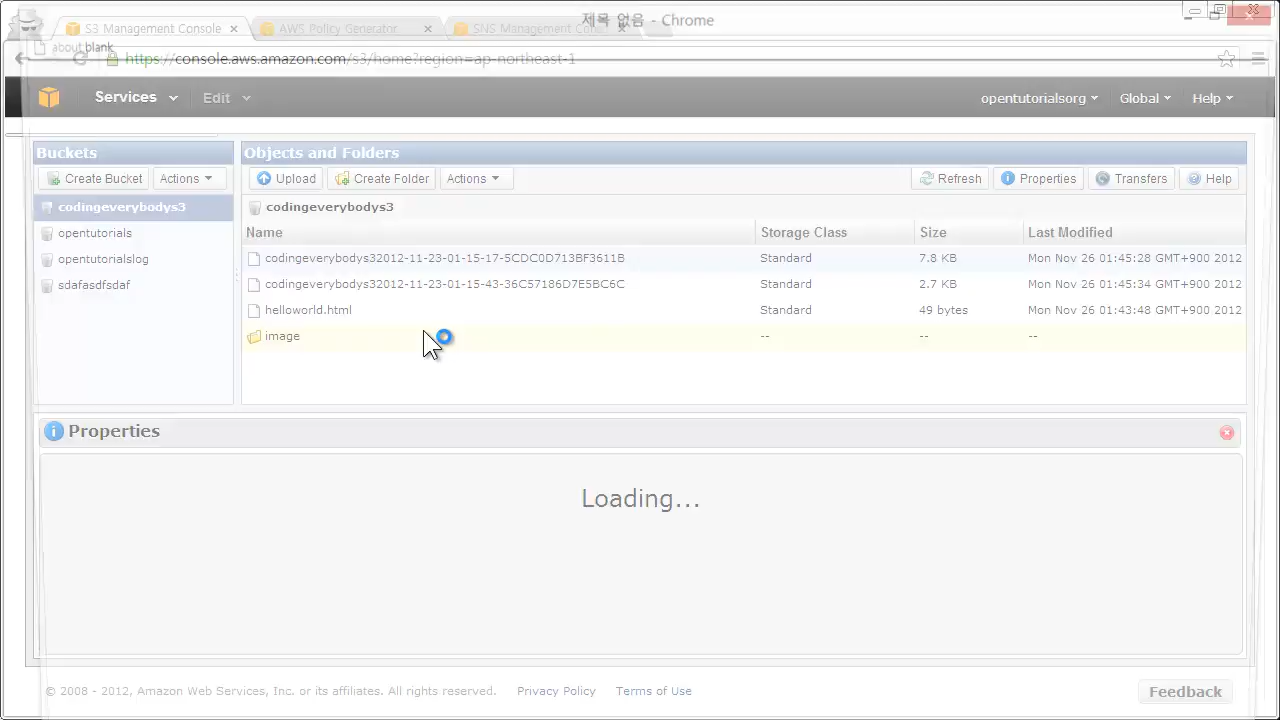 제목 없음 - Chrome
S3 Management Console
AWS Policy Generator
SNS Management Con
about:blank
https://console.aws.amazon.com/s3/home?region=ap-northeast-1
Services Edit opentutorialsorg Global Help
Buckets
Objects and Folders
Create Bucket Actions
Upload Create Folder Actions Refresh Properties Transfers Help
codingeverybodys3
opentutorials
opentutorialslog
sdafasdfsdaf
codingeverybodys3
Name Storage Class Size Last Modified
codingeverybodys32012-11-23-01-15-17-5CDC0D713BF3611B Standard 7.8 KB Mon Nov 26 01:45:28 GMT+900 2012
codingeverybodys32012-11-23-01-15-43-36C57186D7E5BC6C Standard 2.7 KB Mon Nov 26 01:45:34 GMT+900 2012
helloworld.html Standard 49 bytes Mon Nov 26 01:43:48 GMT+900 2012
image -- -- --
Properties
Loading...
© 2008 - 2012, Amazon Web Services, Inc. or its affiliates. All rights reserved. Privacy Policy Terms of Use
Feedback